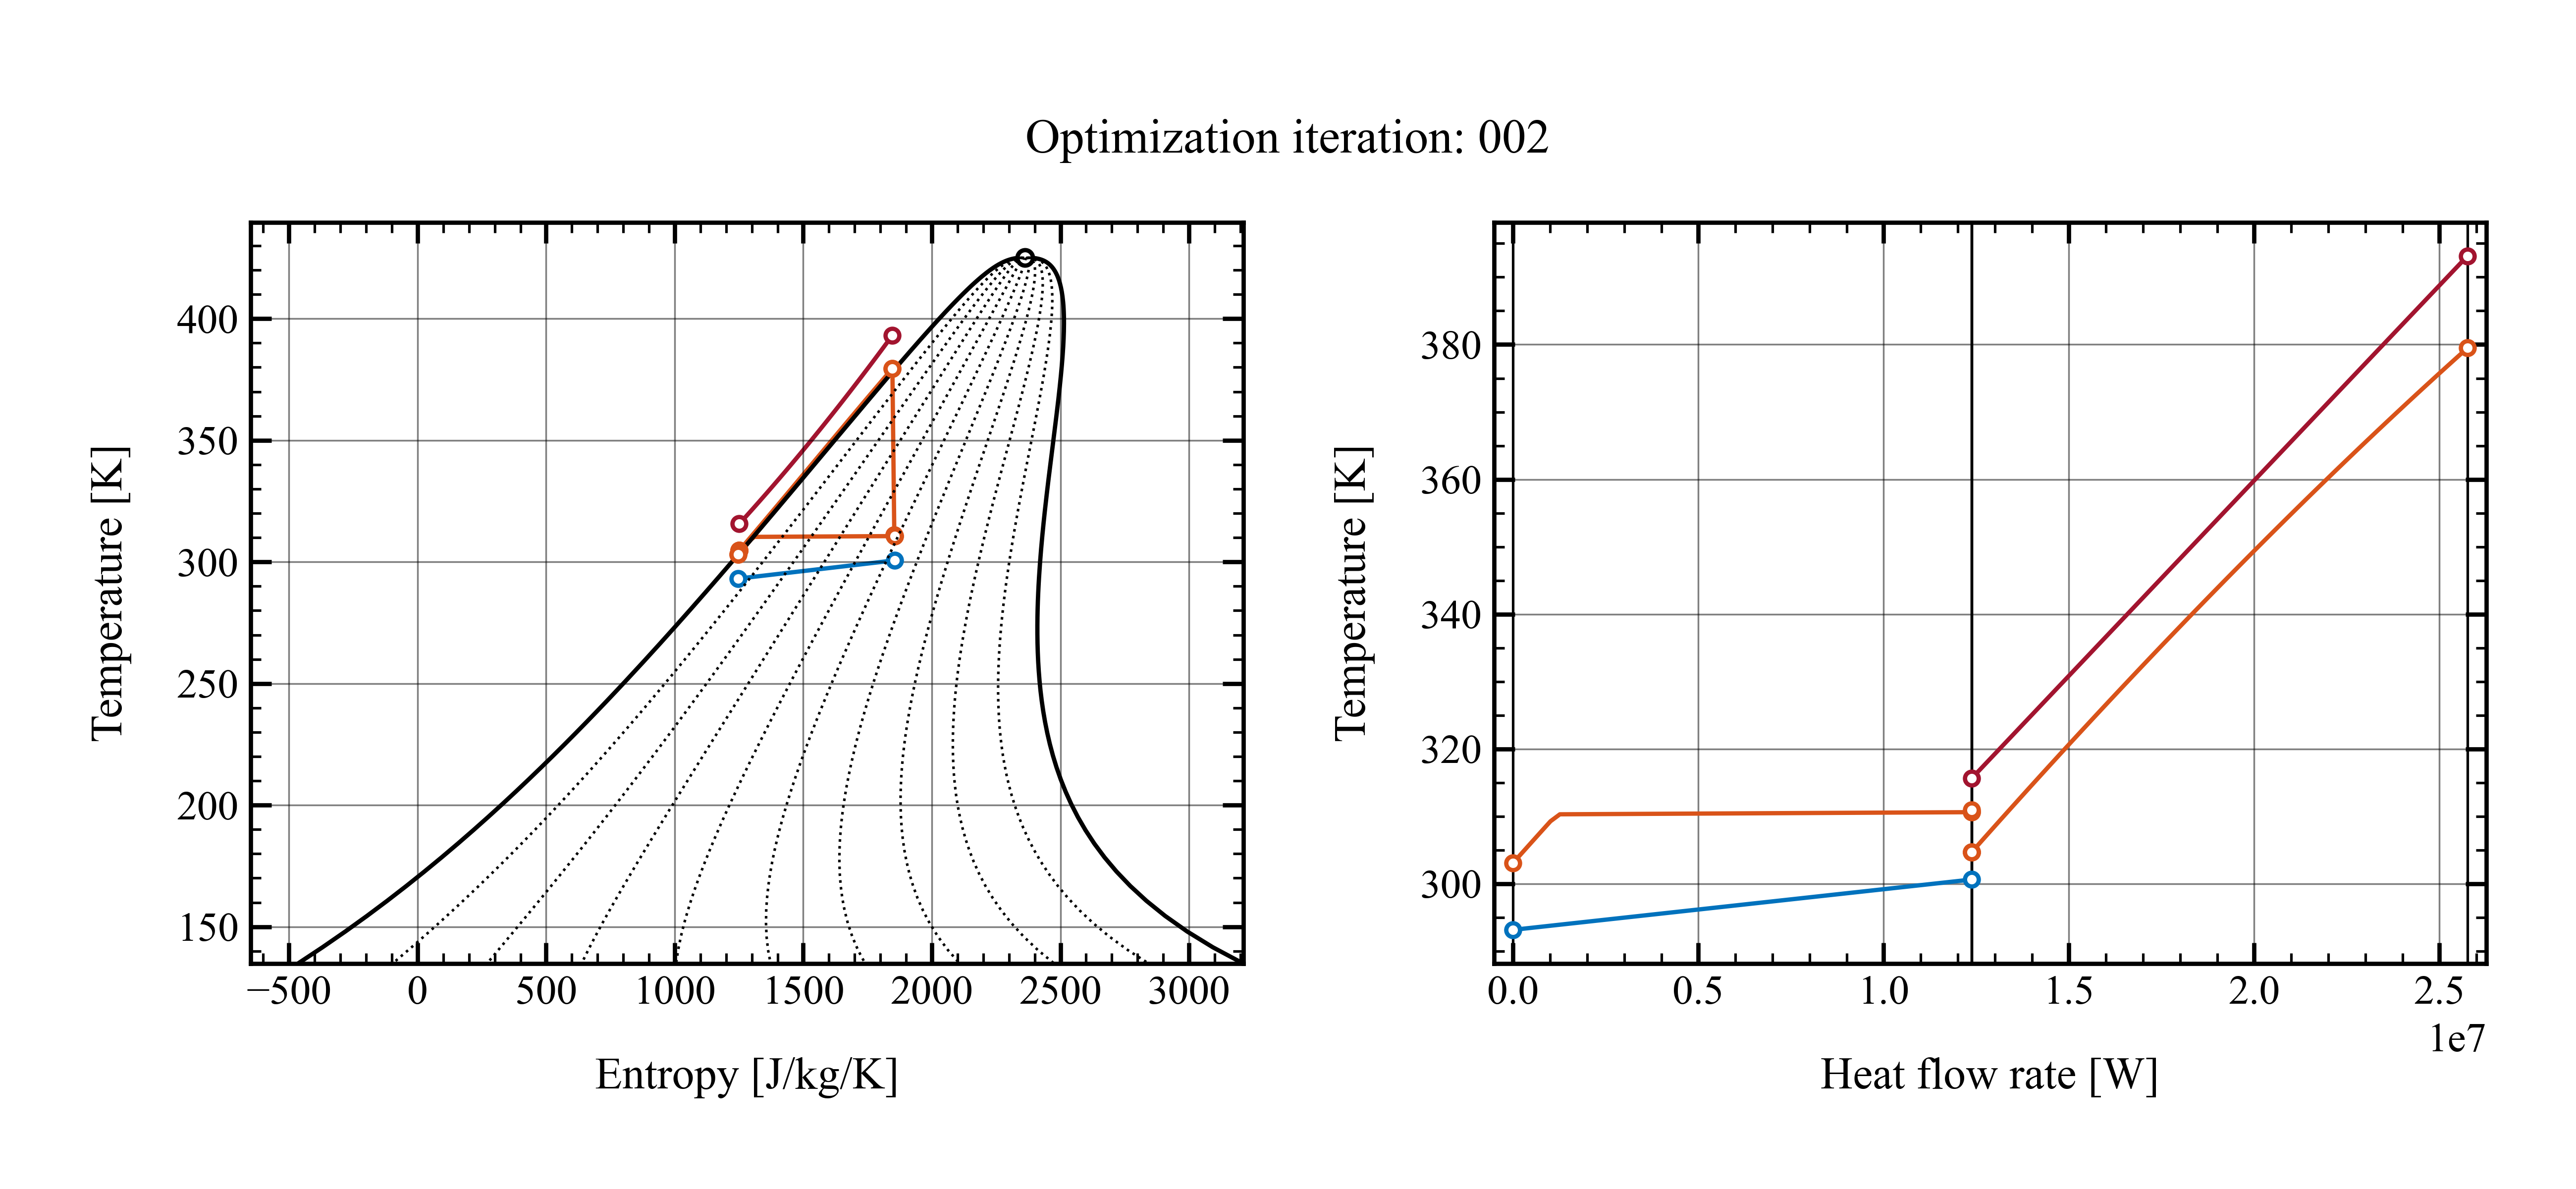 Optimization iteration: 002
Temperature [K]
400
350
300
250
200
150
−500 0 500 1000 1500 2000 2500 3000
Entropy [J/kg/K]
Temperature [K]
380
360
340
320
300
0.0 0.5 1.0 1.5 2.0 2.5
1e7
Heat flow rate [W]